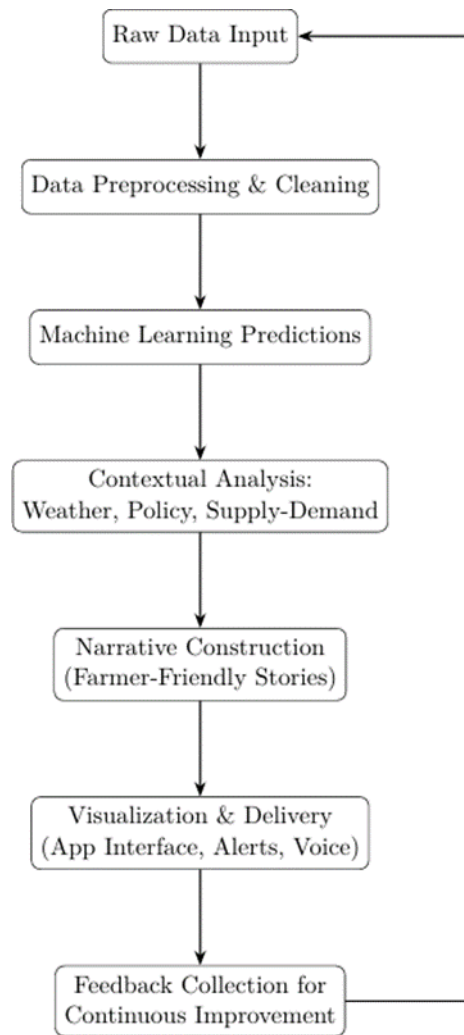 Raw Data Input
Data Preprocessing & Cleaning
Machine Learning Predictions
Contextual Analysis:
Weather, Policy, Supply-Demand
Narrative Construction
(Farmer-Friendly Stories)
Visualization & Delivery
(App Interface, Alerts, Voice)
Feedback Collection for
Continuous Improvement